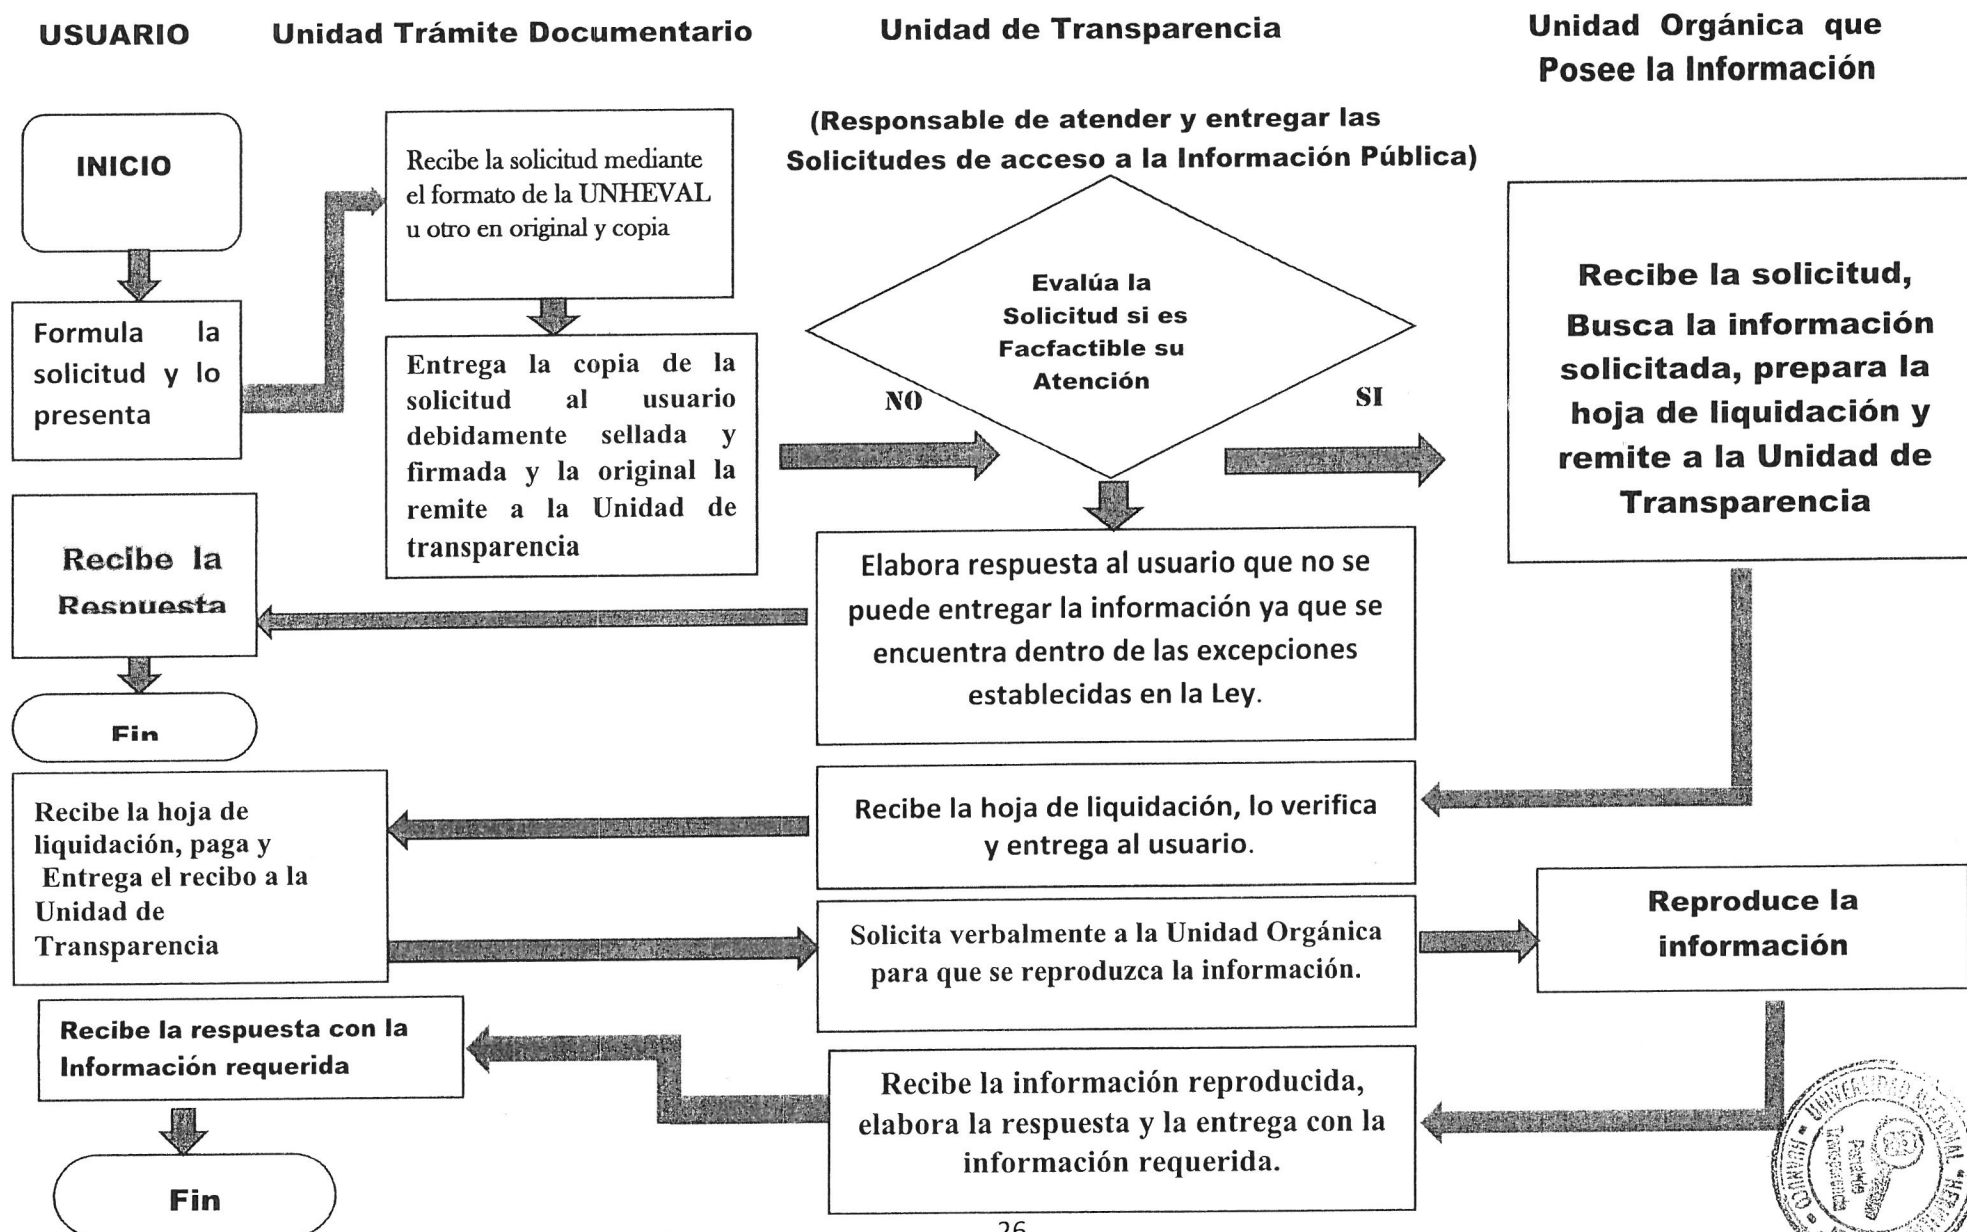 USUARIO
Unidad Trámite Documentario
Unidad de Transparencia
Unidad Orgánica que
Posee la Información
(Responsable de atender y entregar las
Solicitudes de acceso a la Información Pública)
INICIO
Formula la
solicitud y lo
presenta
Recibe la solicitud mediante
el formato de la UNHEVAL
u otro en original y copia
Entrega la copia de la
solicitud al usuario
debidamente sellada y
firmada y la original la
remite a la Unidad de
transparencia
Evalúa la
Solicitud si es
Facfactible su
Atención
NO
SI
Recibe la solicitud,
Busca la información
solicitada, prepara la
hoja de liquidación y
remite a la Unidad de
Transparencia
Elabora respuesta al usuario que no se
puede entregar la información ya que se
encuentra dentro de las excepciones
establecidas en la Ley.
Recibe la
Respuesta
Fin
Recibe la hoja de liquidación, lo verifica
y entrega al usuario.
Recibe la hoja de
liquidación, paga y
Entrega el recibo a la
Unidad de
Transparencia
Solicita verbalmente a la Unidad Orgánica
para que se reproduzca la información.
Reproduce la
información
Recibe la información reproducida,
elabora la respuesta y la entrega con la
información requerida.
Recibe la respuesta con la
Información requerida
Fin
26
UNIVERSIDAD
Transparencia